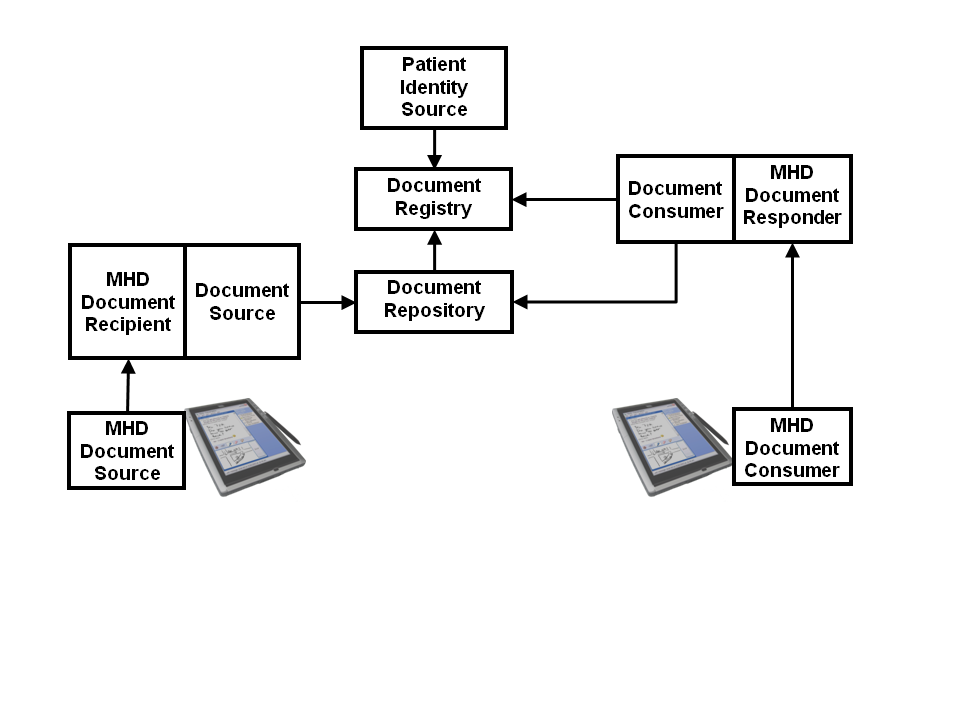 Patient
Identity
Source
Document
Registry
Document
Consumer
MHD
Document
Responder
MHD
Document
Recipient
Document
Source
Document
Repository
MHD
Document
Source
MHD
Document
Consumer